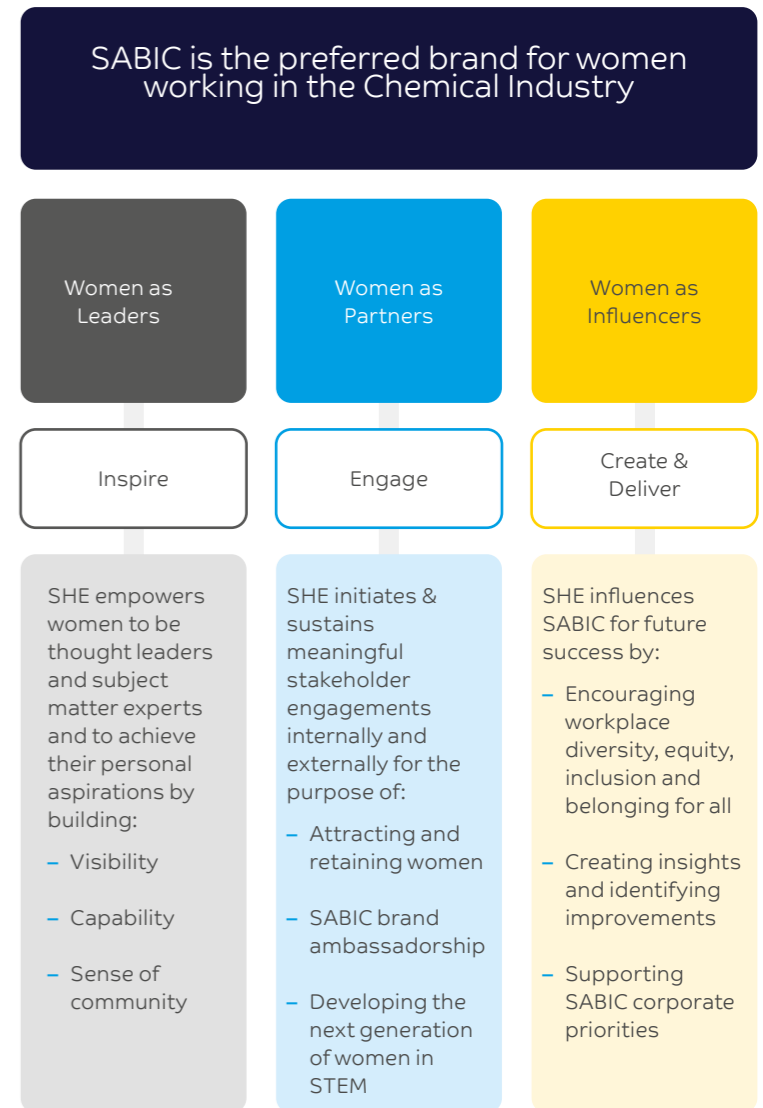 SABIC is the preferred brand for women
working in the Chemical Industry
Women as
Leaders
Inspire
SHE empowers
women to be
thought leaders
and subject
matter experts
and to achieve
their personal
aspirations by
building:
– Visibility
– Capability
– Sense of
community
Women as
Partners
Engage
SHE initiates &
sustains
meaningful
stakeholder
engagements
internally and
externally for the
purpose of:
– Attracting and
retaining women
– SABIC brand
ambassadorship
– Developing the
next generation
of women in
STEM
Women as
Influencers
Create &
Deliver
SHE influences
SABIC for future
success by:
– Encouraging
workplace
diversity, equity,
inclusion and
belonging for all
– Creating insights
and identifying
improvements
– Supporting
SABIC corporate
priorities